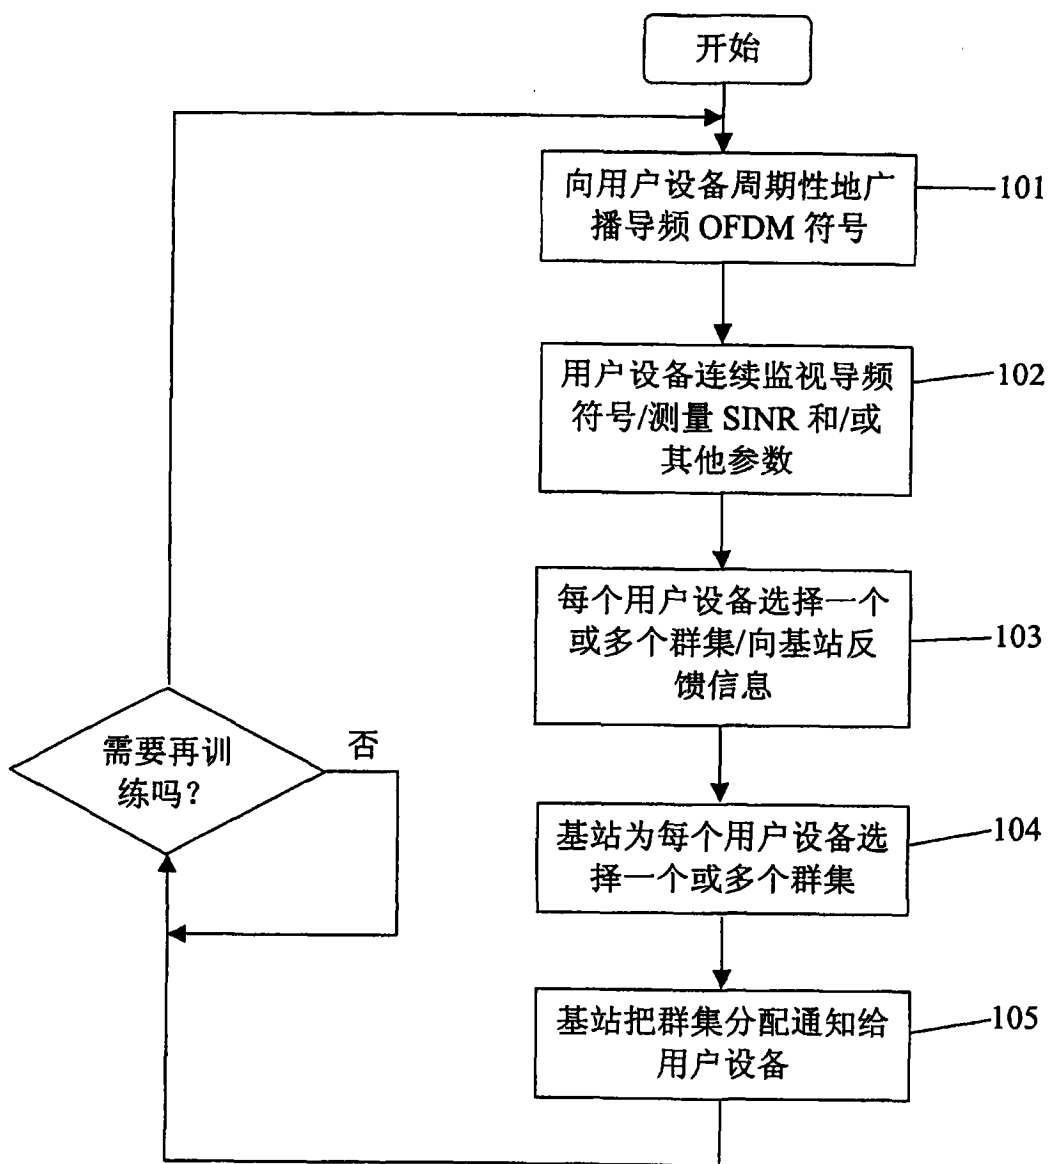 开始
向用户设备周期性地广
播导频 OFDM 符号
101
用户设备连续监视导频
符号/测量 SINR 和/或
其他参数
102
每个用户设备选择一个
或多个群集/向基站反
馈信息
103
需要再训
练吗？
否
基站为每个用户设备选
择一个或多个群集
104
基站把群集分配通知给
用户设备
105